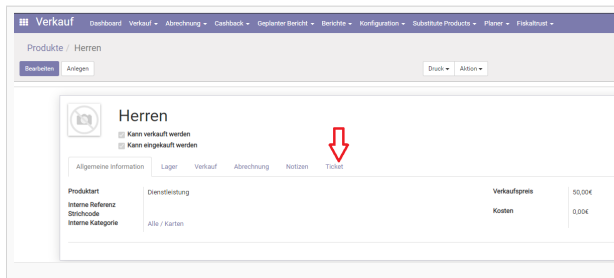 Verkauf Dashboard Verkauf Abrechnung Cashback Geplanter Bericht Berichte Konfiguration Substitute Products Planer Fiskaltrust
Produkte / Herren
Bearbeiten Anlegen Druck Aktion
Herren
Kann verkauft werden
Kann eingekauft werden
Allgemeine Information Lager Verkauf Abrechnung Notizen Ticket
Produktart Dienstleistung Verkaufspreis 50,00€
Interne Referenz
Strichcode Kosten 0,00€
Interne Kategorie Alle / Karten